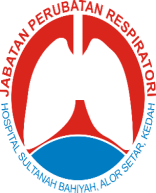 JABATAN PERUBATAN RESPIRATORI
HOSPITAL SULTANAH BAHIYAH, ALOR SETAR, KEDAH